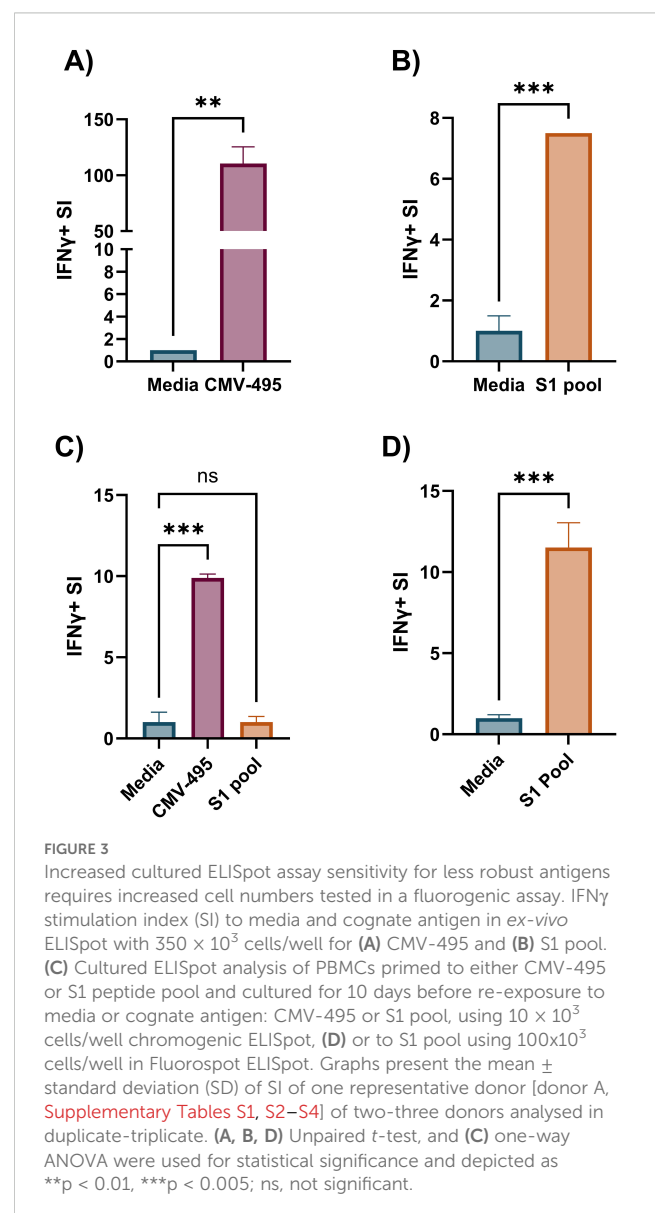 A)
**
150
100
50
10
8
6
4
2
0
IFNγ+ SI
Media CMV-495
B)
***
8
6
4
2
0
IFNγ+ SI
Media S1 pool
C)
ns
***
15
10
5
0
IFNγ+ SI
Media
CMV-495
S1 pool
D)
***
15
10
5
0
IFNγ+ SI
Media
S1 Pool
FIGURE 3
Increased cultured ELISpot assay sensitivity for less robust antigens
requires increased cell numbers tested in a fluorogenic assay. IFNγ
stimulation index (SI) to media and cognate antigen in ex-vivo
ELISpot with 350 × 10³ cells/well for (A) CMV-495 and (B) S1 pool.
(C) Cultured ELISpot analysis of PBMCs primed to either CMV-495
or S1 peptide pool and cultured for 10 days before re-exposure to
media or cognate antigen: CMV-495 or S1 pool, using 10 × 10³
cells/well chromogenic ELISpot, (D) or to S1 pool using 100x10³
cells/well in Fluorospot ELISpot. Graphs present the mean ±
standard deviation (SD) of SI of one representative donor [donor A,
Supplementary Tables S1, S2–S4] of two-three donors analysed in
duplicate-triplicate. (A, B, D) Unpaired t-test, and (C) one-way
ANOVA were used for statistical significance and depicted as
**p < 0.01, ***p < 0.005; ns, not significant.